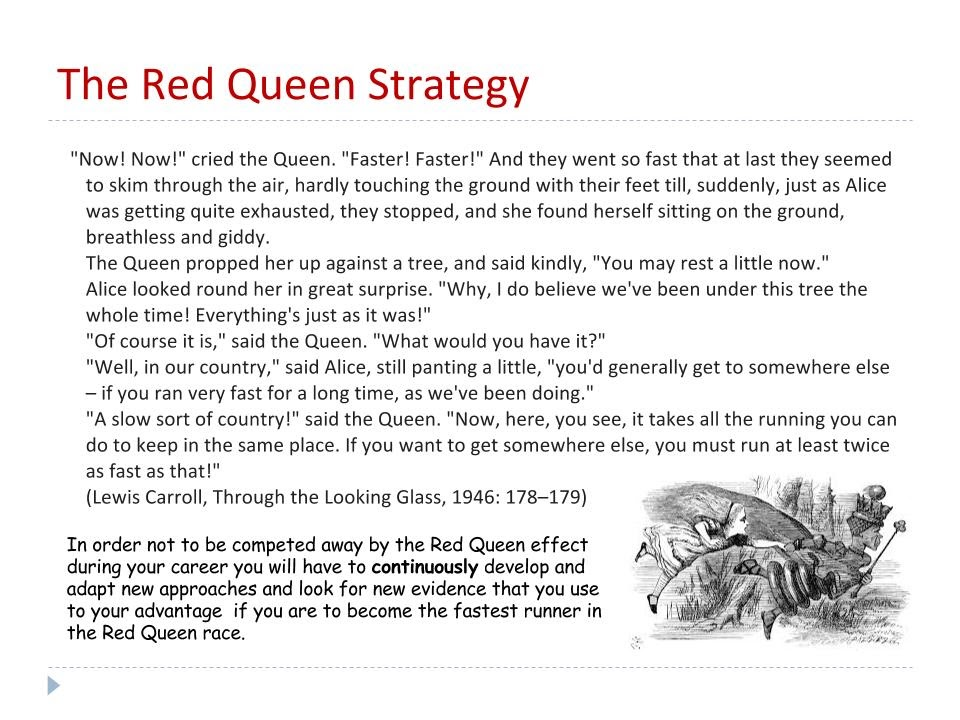 The Red Queen Strategy
"Now! Now!" cried the Queen. "Faster! Faster!" And they went so fast that at last they seemed
to skim through the air, hardly touching the ground with their feet till, suddenly, just as Alice
was getting quite exhausted, they stopped, and she found herself sitting on the ground,
breathless and giddy.
The Queen propped her up against a tree, and said kindly, "You may rest a little now."
Alice looked round her in great surprise. "Why, I do believe we've been under this tree the
whole time! Everything's just as it was!"
"Of course it is," said the Queen. "What would you have it?"
"Well, in our country," said Alice, still panting a little, "you'd generally get to somewhere else
– if you ran very fast for a long time, as we've been doing."
"A slow sort of country!" said the Queen. "Now, here, you see, it takes all the running you can
do to keep in the same place. If you want to get somewhere else, you must run at least twice
as fast as that!"
(Lewis Carroll, Through the Looking Glass, 1946: 178–179)
In order not to be competed away by the Red Queen effect
during your career you will have to continuously develop and
adapt new approaches and look for new evidence that you use
to your advantage  if you are to become the fastest runner in
the Red Queen race.